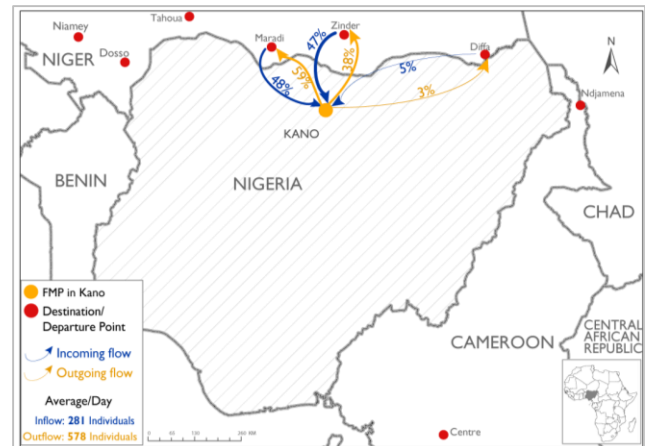 Niamey
Tahoua
Maradi
Zinder
NIGER
Dosso
47%
38%
59%
48%
5%
Diffa
3%
N
Ndjamena
KANO
BENIN
NIGERIA
CHAD
CAMEROON
CENTRAL
AFRICAN
REPUBLIC
Centre
FMP in Kano
Destination/
Departure Point
Incoming flow
Outgoing flow
Average/Day
Inflow: 281 Individuals
Outflow: 578 Individuals